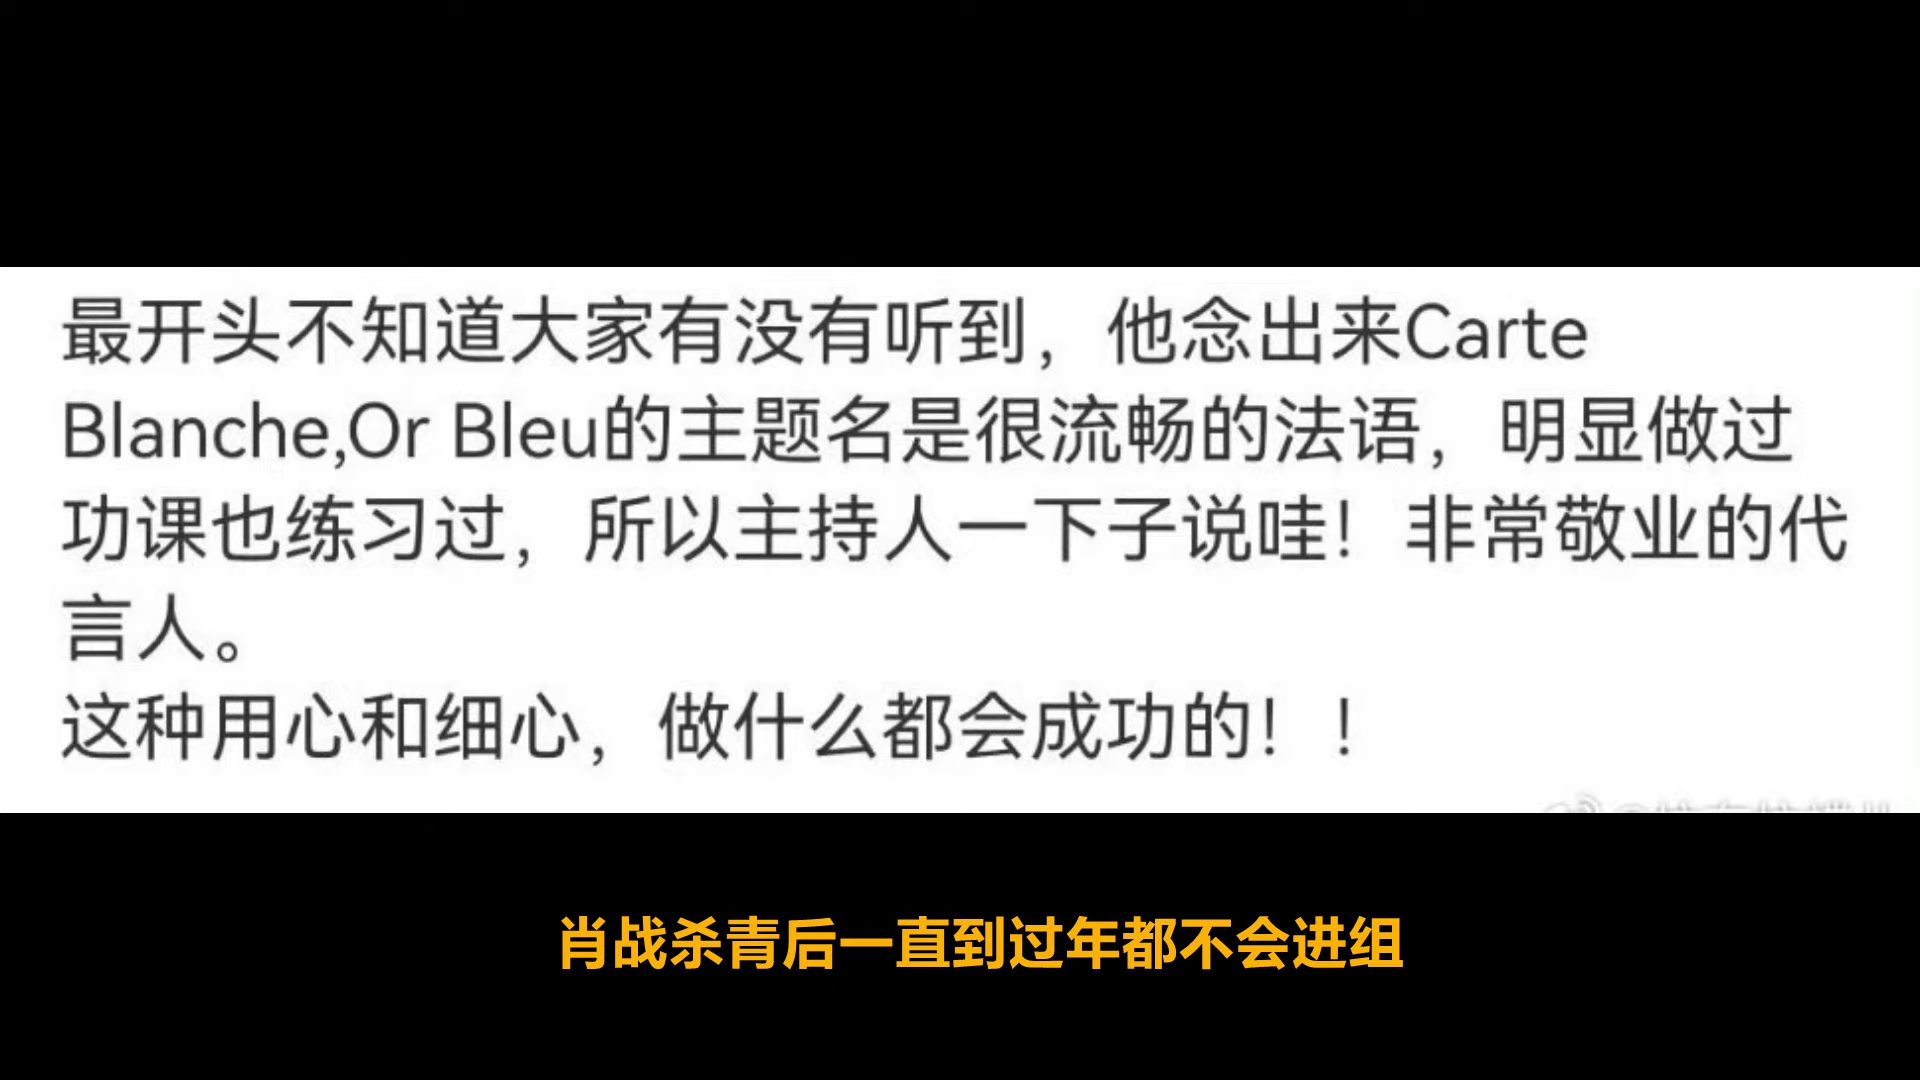 最开头不知道大家有没有听到，他念出来Carte
Blanche,Or Bleu的主题名是很流畅的法语，明显做过
功课也练习过，所以主持人一下子说哇！非常敬业的代
言人。
这种用心和细心，做什么都会成功的！！
肖战杀青后一直到过年都不会进组